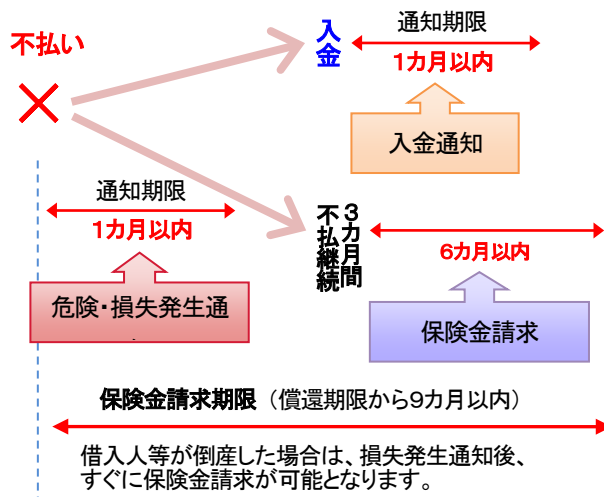 不払い
入金
通知期限
1カ月以内
入金通知
通知期限
1カ月以内
危険・損失発生通
3カ月間
不払継続
6カ月以内
保険金請求
保険金請求期限（償還期限から9カ月以内）
借入人等が倒産した場合は、損失発生通知後、
すぐに保険金請求が可能となります。